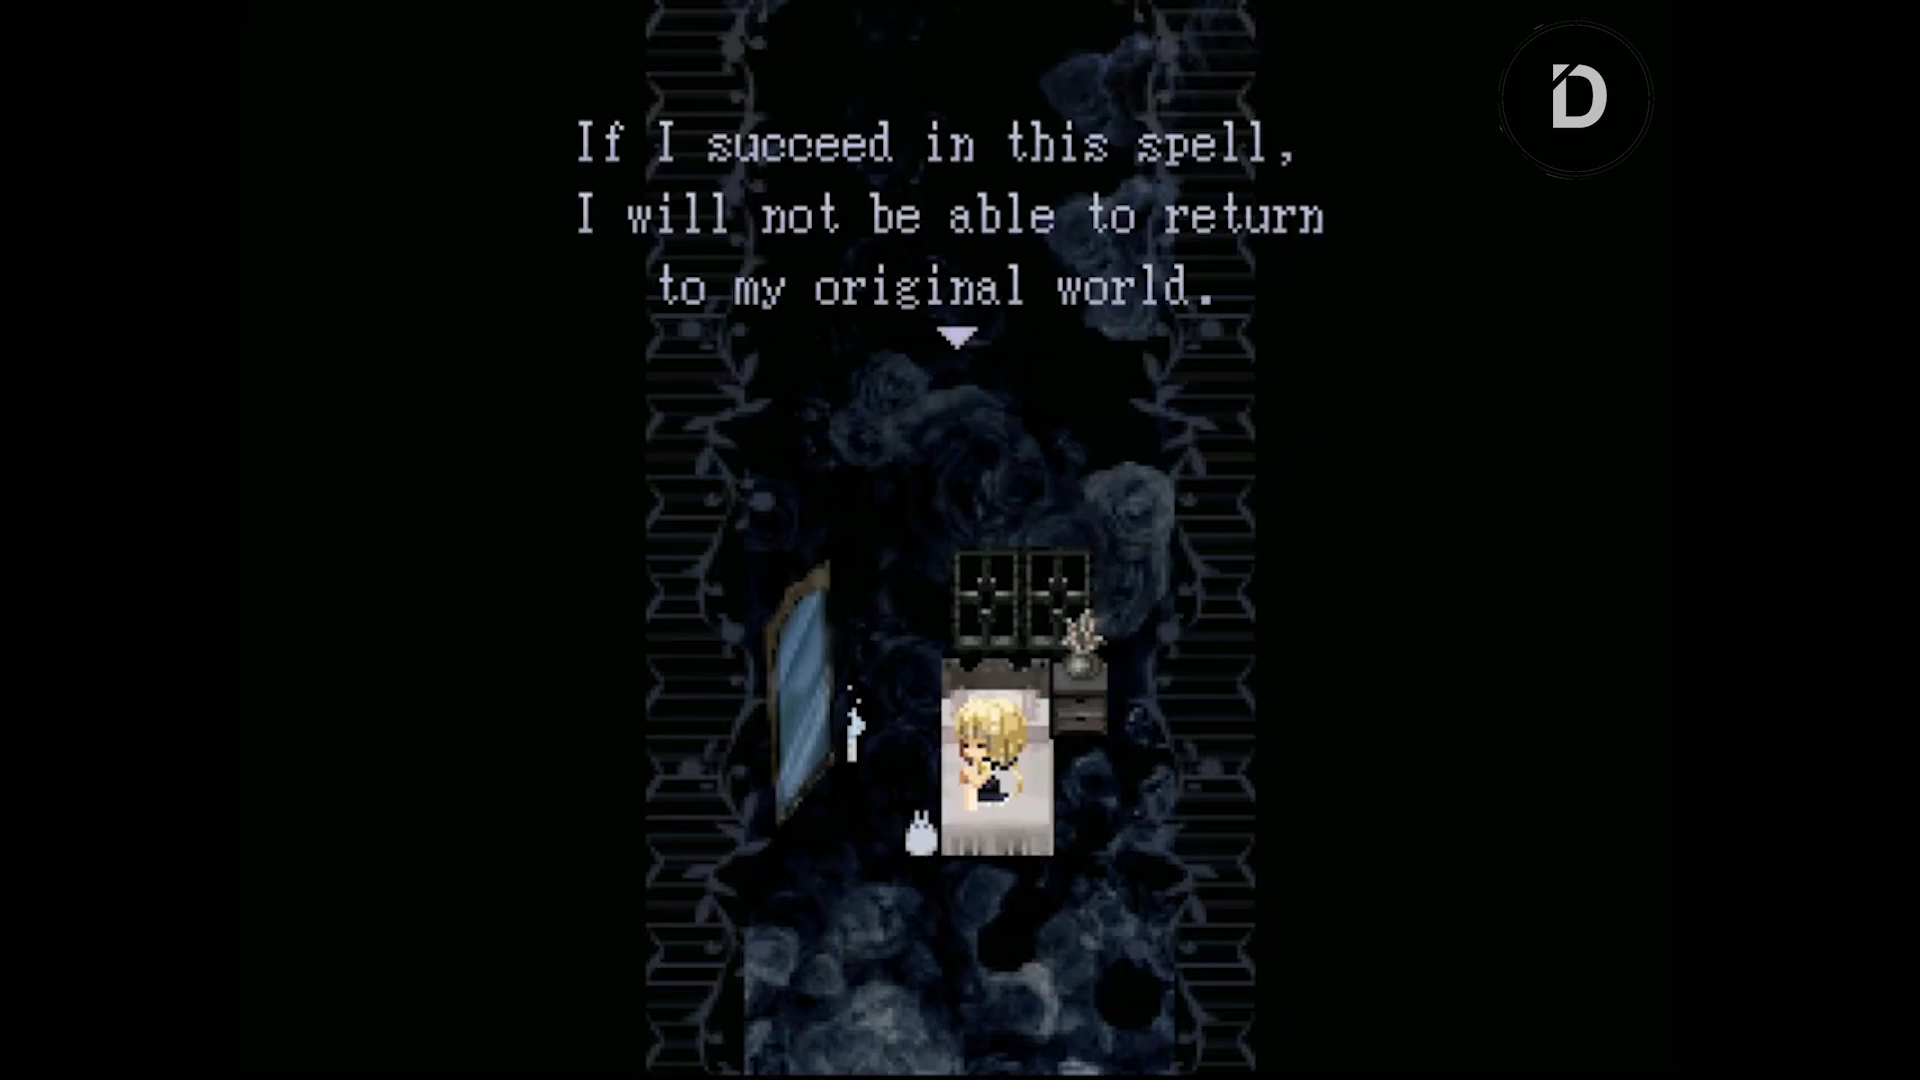 If I succeed in this spell,
I will not be able to return
to my original world.
D